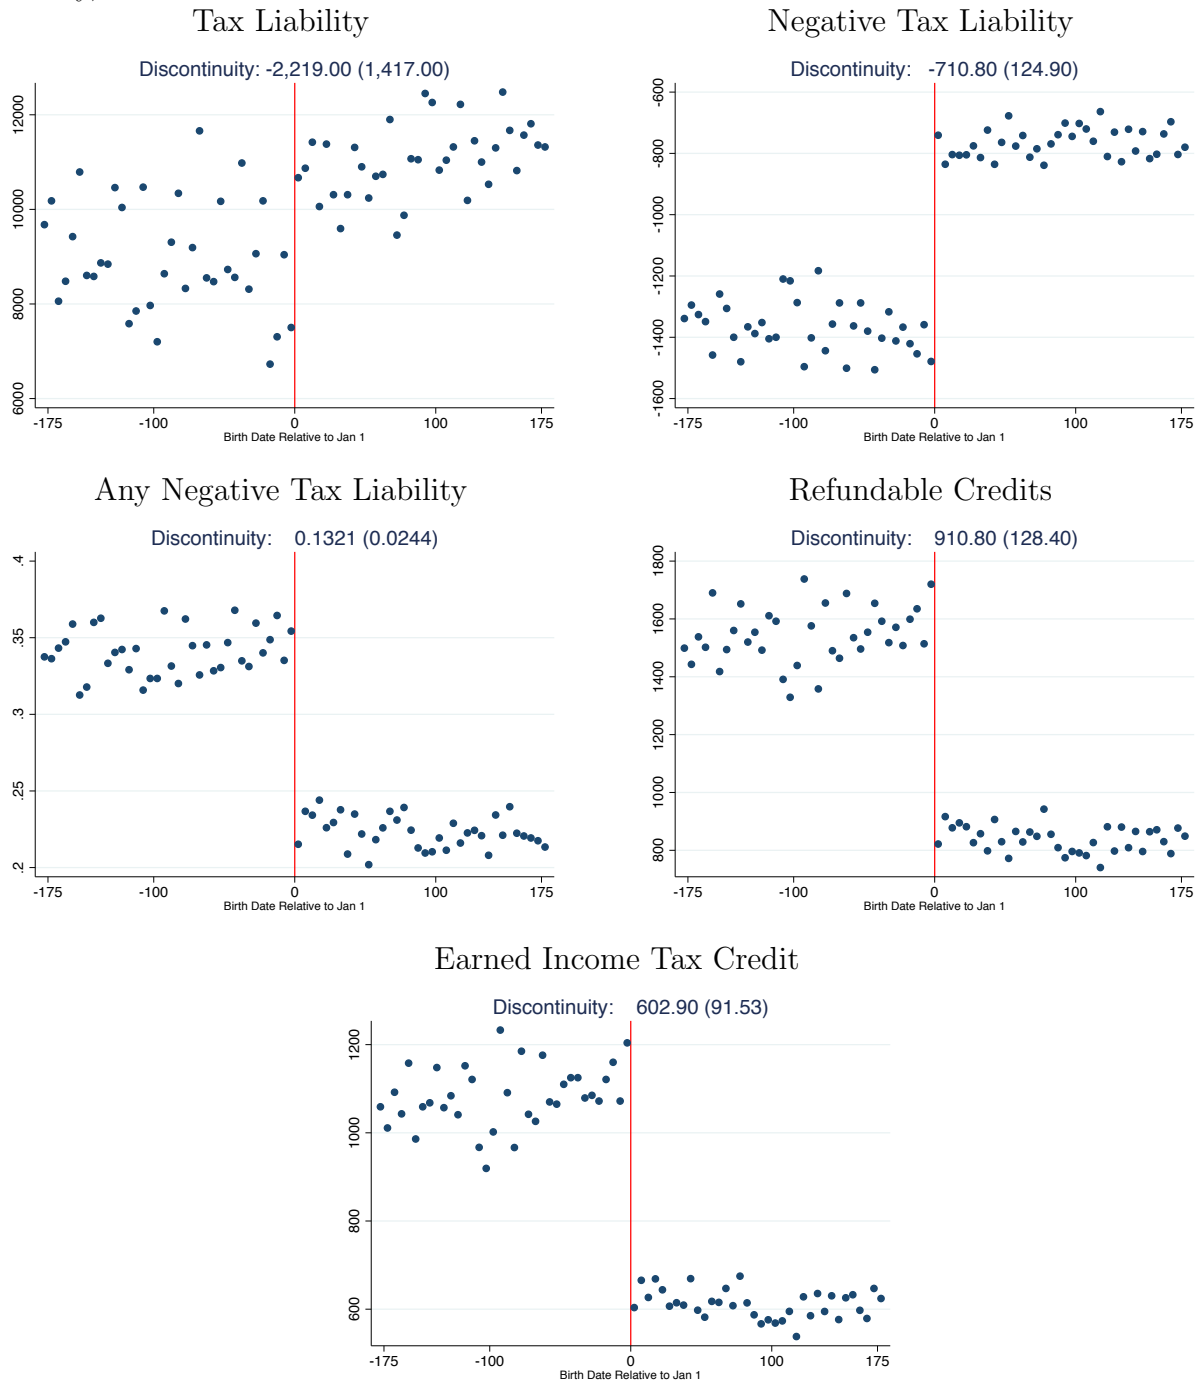 Tax Liability
Discontinuity: -2,219.00 (1,417.00)
12000
10000
8000
6000
-175 -100 0 100 175
Birth Date Relative to Jan 1
Negative Tax Liability
Discontinuity: -710.80 (124.90)
-600
-800
-1000
-1200
-1400
-1600
-175 -100 0 100 175
Birth Date Relative to Jan 1
Any Negative Tax Liability
Discontinuity: 0.1321 (0.0244)
.4
.35
.3
.25
.2
-175 -100 0 100 175
Birth Date Relative to Jan 1
Refundable Credits
Discontinuity: 910.80 (128.40)
1800
1600
1400
1200
1000
800
-175 -100 0 100 175
Birth Date Relative to Jan 1
Earned Income Tax Credit
Discontinuity: 602.90 (91.53)
1200
1000
800
600
-175 -100 0 100 175
Birth Date Relative to Jan 1